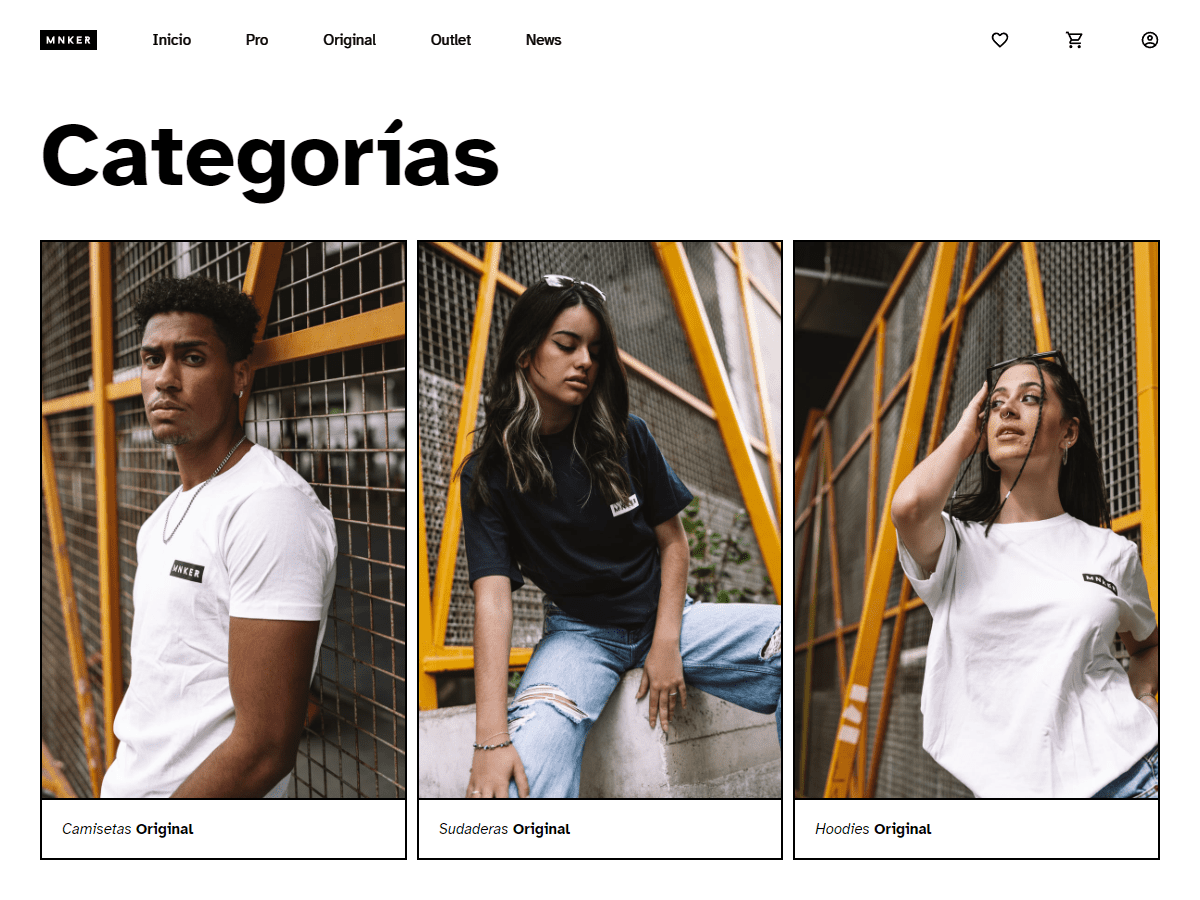 MNKER Inicio Pro Original Outlet News
Categorías
MNKER
MNKER
MNKER
Camisetas Original
Sudaderas Original
Hoodies Original